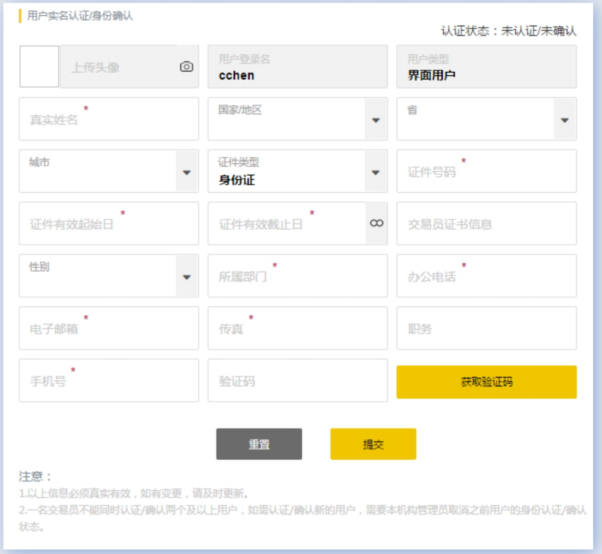 用户实名认证/身份确认
认证状态：未认证/未确认
上传头像
用户登录名
cchen
用户类型
界面用户
真实姓名 *
国家/地区
省
城市
证件类型
身份证
证件号码 *
证件有效起始日 *
证件有效截止日 *
交易员证书信息
性别
所属部门 *
办公电话 *
电子邮箱 *
传真 *
职务
手机号 *
验证码
获取验证码
重置
提交
注意：
1.以上信息必须真实有效，如有变更，请及时更新。
2.一名交易员不能同时认证/确认两个及以上用户，如需认证/确认新的用户，需要本机构管理员取消之前用户的身份认证/确认
状态。